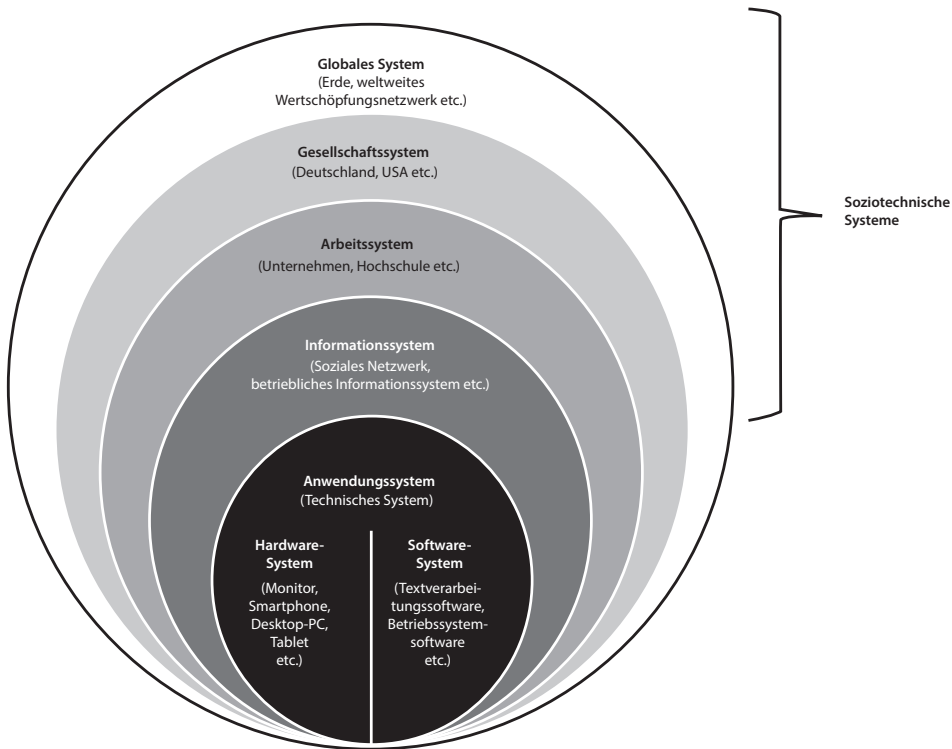 Globales System
(Erde, weltweites
Wertschöpfungsnetzwerk etc.)
Gesellschaftssystem
(Deutschland, USA etc.)
Soziotechnische
Systeme
Arbeitssystem
(Unternehmen, Hochschule etc.)
Informationssystem
(Soziales Netzwerk,
betriebliches Informationssystem etc.)
Anwendungssystem
(Technisches System)
Hardware-
System
(Monitor,
Smartphone,
Desktop-PC,
Tablet
etc.)
Software-
System
(Textverarbei-
tungssoftware,
Betriebssystem-
software
etc.)